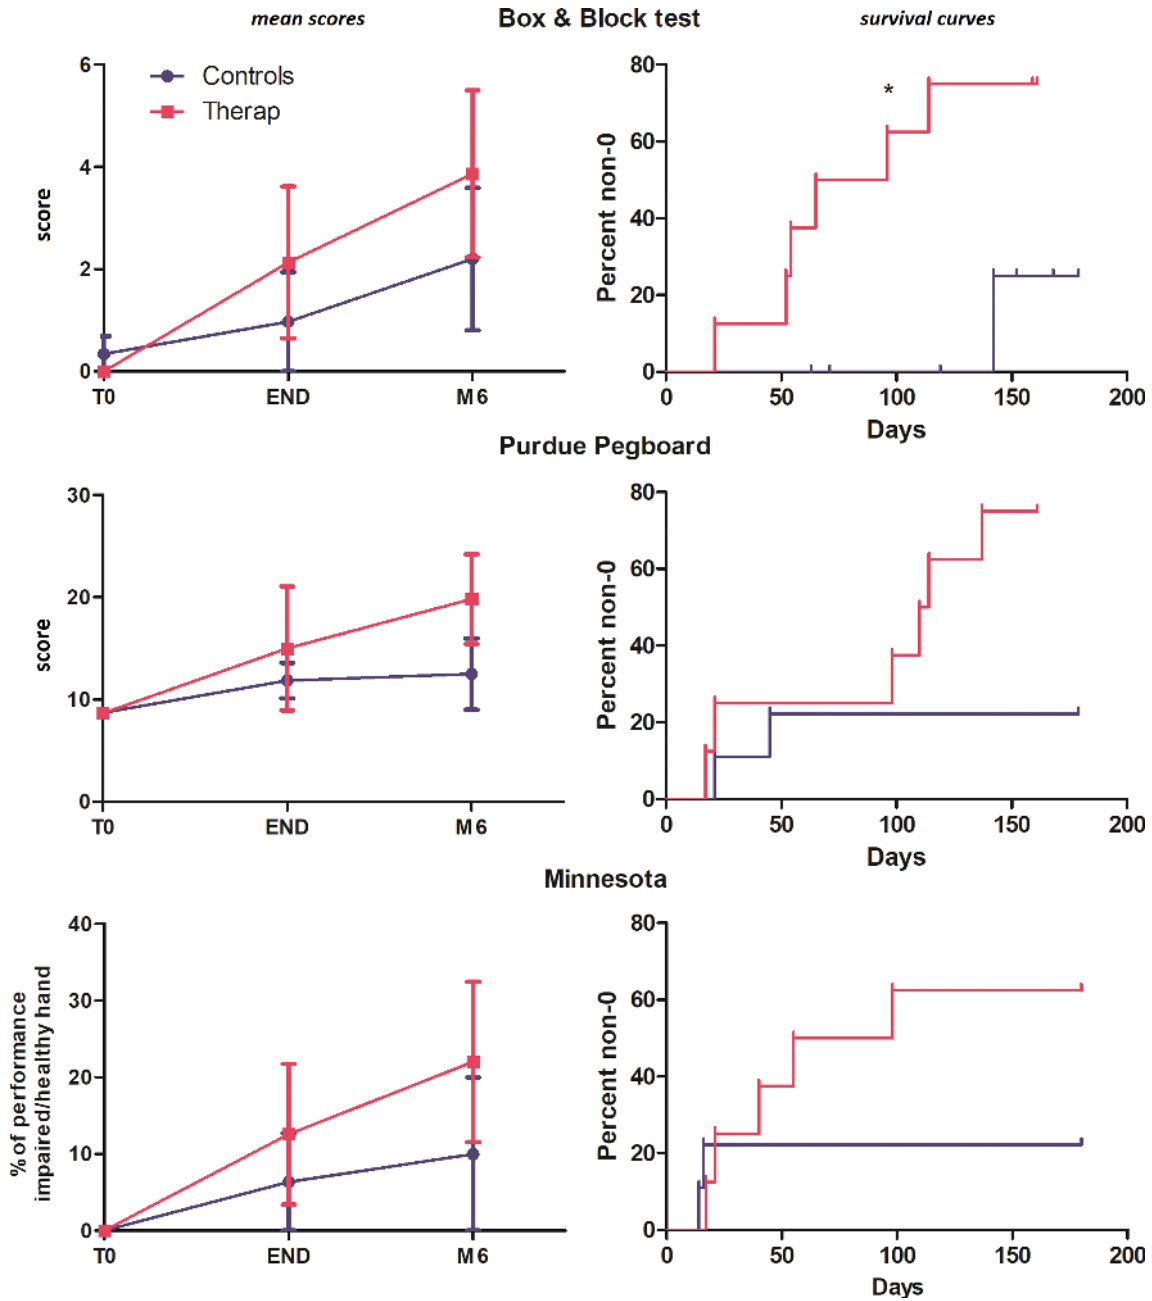 mean scores
Box & Block test
survival curves
6
4
2
0
score
Controls
Therap
T0
END
M6
80
60
40
20
0
Percent non-0
*
0
50
100
150
200
Days
Purdue Pegboard
30
20
10
0
score
T0
END
M6
80
60
40
20
0
Percent non-0
0
50
100
150
200
Days
Minnesota
40
30
20
10
0
% of performance
impaired/healthy hand
T0
END
M6
80
60
40
20
0
Percent non-0
0
50
100
150
200
Days